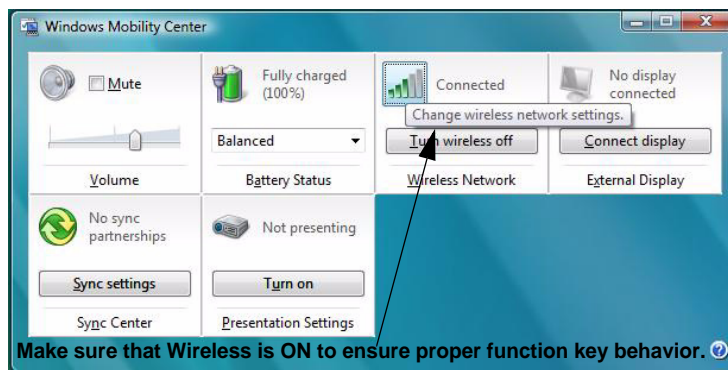 Windows Mobility Center
Mute
Volume
Fully charged
(100%)
Balanced
Battery Status
Connected
Change wireless network settings.
Turn wireless off
Wireless Network
No display
connected
Connect display
External Display
No sync
partnerships
Sync settings
Sync Center
Not presenting
Turn on
Presentation Settings
Make sure that Wireless is ON to ensure proper function key behavior.